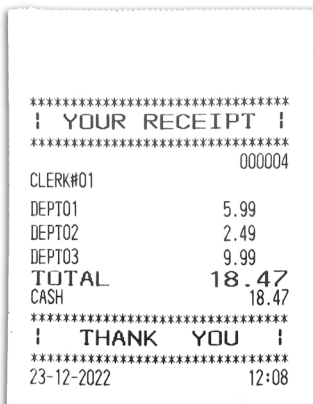 ******************************
¦ YOUR RECEIPT ¦
******************************
000004
CLERK#01
DEPT01 5.99
DEPT02 2.49
DEPT03 9.99
TOTAL 18.47
CASH 18.47
******************************
¦ THANK YOU ¦
******************************
23-12-2022 12:08